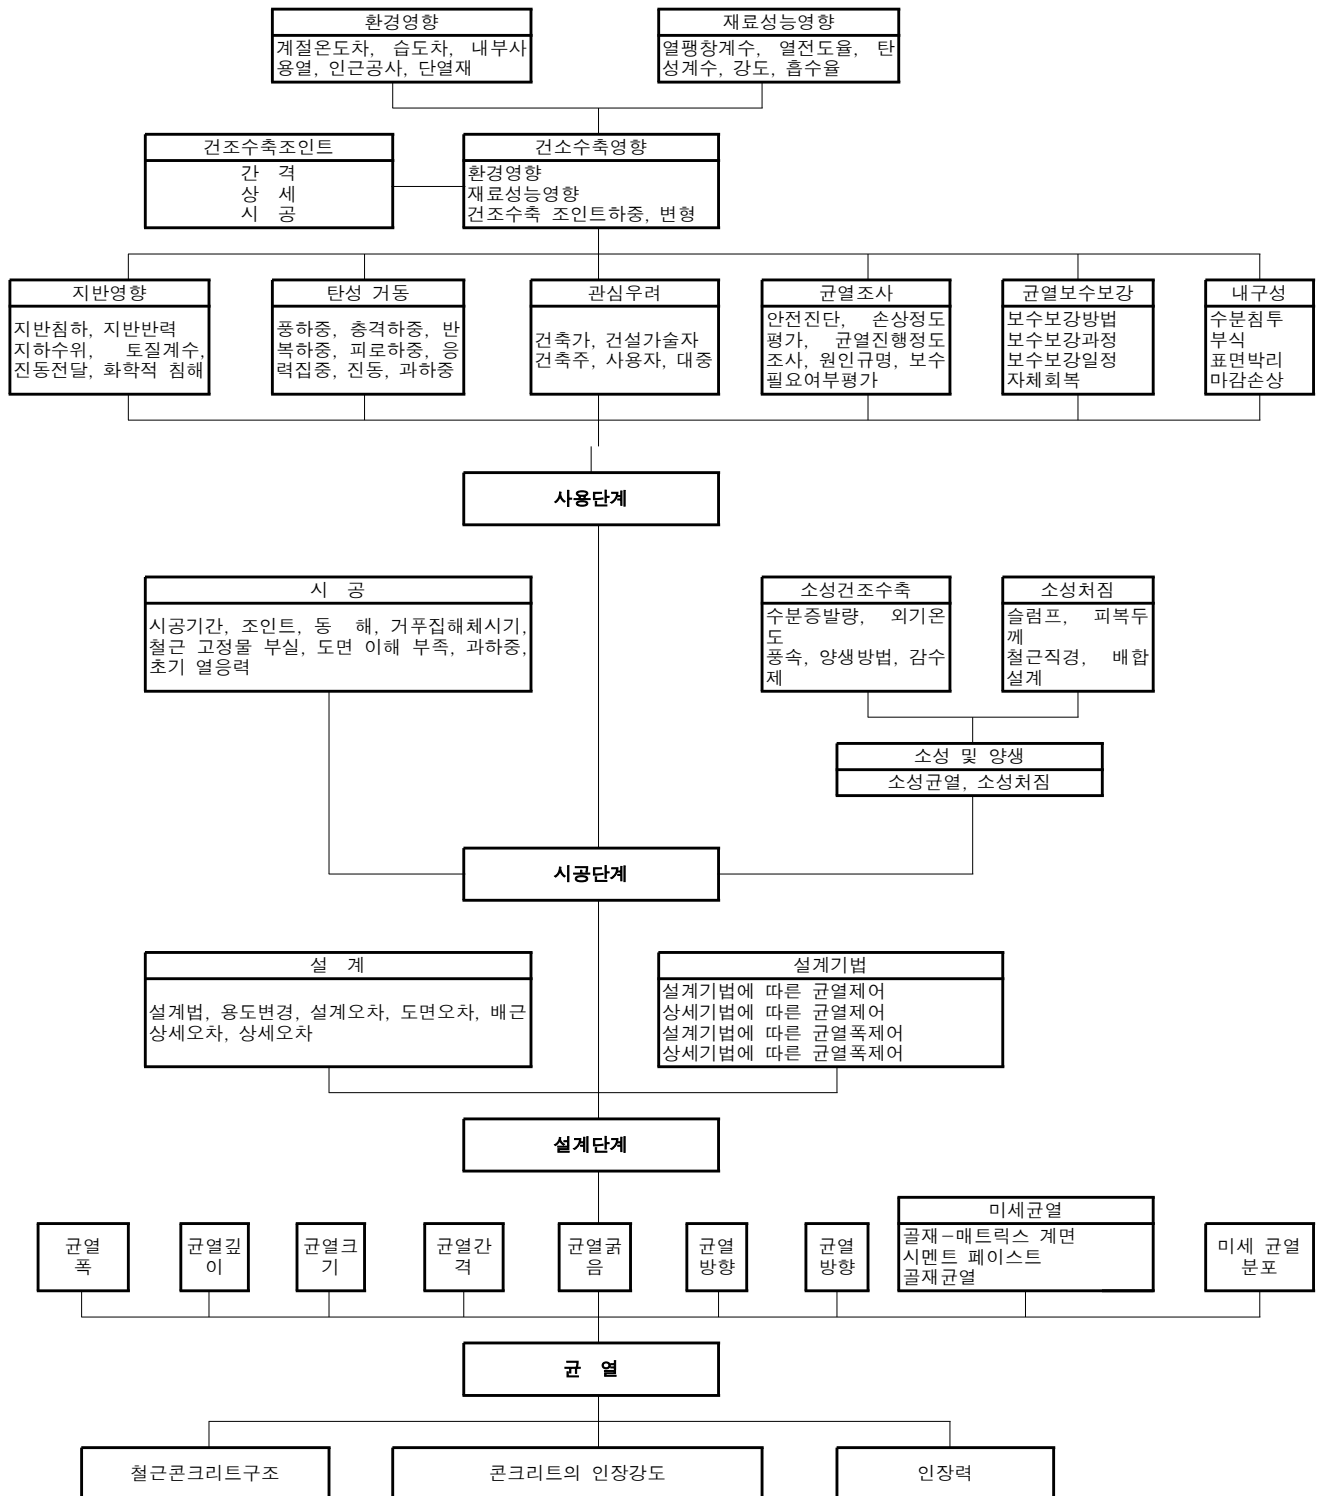 환경영향
계절온도차, 습도차, 내부사
용열, 인근공사, 단열재
재료성능영향
열팽창계수, 열전도율, 탄
성계수, 강도, 흡수율
건조수축조인트
간 격
상 세
시 공
건소수축영향
환경영향
재료성능영향
건조수축 조인트하중, 변형
지반영향
지반침하, 지반반력
지하수위, 토질계수,
진동전달, 화학적 침해
탄성 거동
풍하중, 충격하중, 반
복하중, 피로하중, 응
력집중, 진동, 과하중
관심우려
건축가, 건설기술자
건축주, 사용자, 대중
균열조사
안전진단, 손상정도
평가, 균열진행정도
조사, 원인규명, 보수
필요여부평가
균열보수보강
보수보강방법
보수보강과정
보수보강일정
자체회복
내구성
수분침투
부식
표면박리
마감손상
사용단계
시 공
시공기간, 조인트, 동 해, 거푸집해체시기,
철근 고정물 부실, 도면 이해 부족, 과하중,
초기 열응력
소성건조수축
수분증발량, 외기온
도
풍속, 양생방법, 감수
제
소성처짐
슬럼프, 피복두
께
철근직경, 배합
설계
소성 및 양생
소성균열, 소성처짐
시공단계
설 계
설계법, 용도변경, 설계오차, 도면오차, 배근
상세오차, 상세오차
설계기법
설계기법에 따른 균열제어
상세기법에 따른 균열제어
설계기법에 따른 균열폭제어
상세기법에 따른 균열폭제어
설계단계
균열
폭
균열깊
이
균열크
기
균열간
격
균열굵
음
균열
방향
균열
방향
미세균열
골재-매트릭스 계면
시멘트 페이스트
골재균열
미세 균열
분포
균 열
철근콘크리트구조
콘크리트의 인장강도
인장력